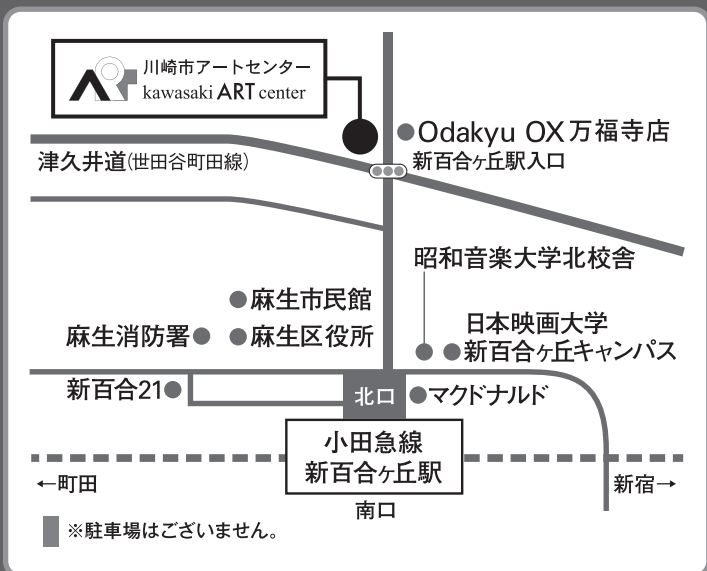 川崎市アートセンター
kawasaki ART center
Odakyu OX 万福寺店
津久井道(世田谷町田線)
新百合ヶ丘駅入口
昭和音楽大学北校舎
麻生市民館
日本映画大学
麻生消防署
麻生区役所
新百合ヶ丘キャンパス
新百合21
北口
マクドナルド
小田急線
新百合ヶ丘駅
←町田
新宿→
南口
※駐車場はございません。